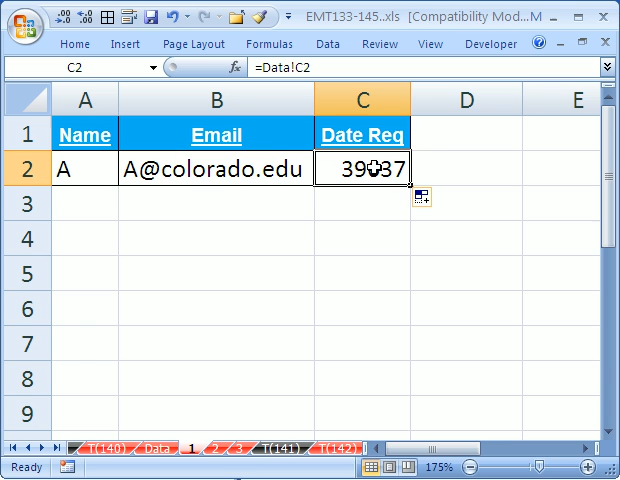 EMT133-145..xls [Compatibility Mod...M
Home Insert Page Layout Formulas Data Review View Developer
C2 fx =Data!C2
A B C D E
1 Name Email Date Req
2 A A@colorado.edu
3
4
5
6
7
8
9
T(140) Data 1 2 3 T(141) T(142)
Ready 175%